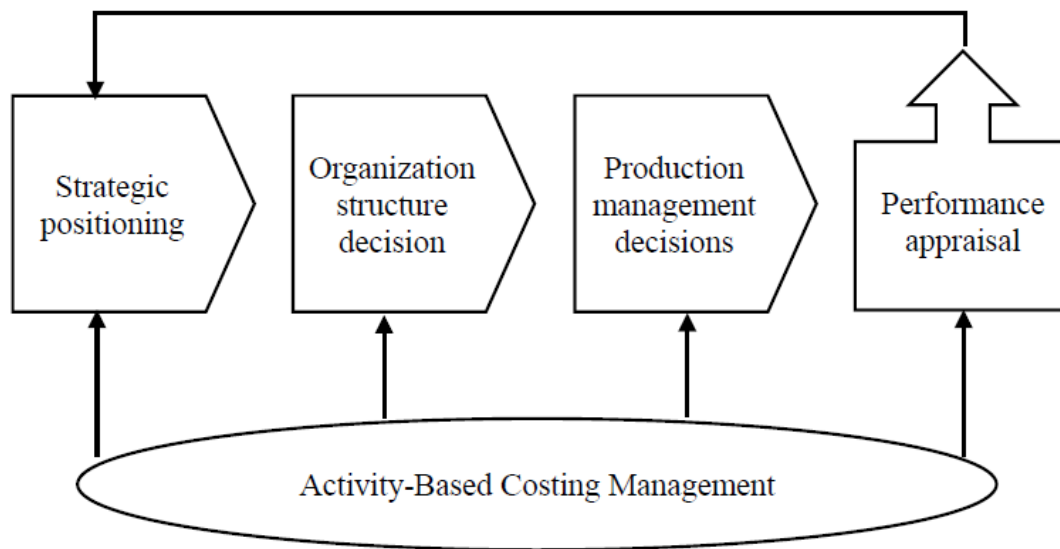 Strategic
positioning
Organization
structure
decision
Production
management
decisions
Performance
appraisal
Activity-Based Costing Management